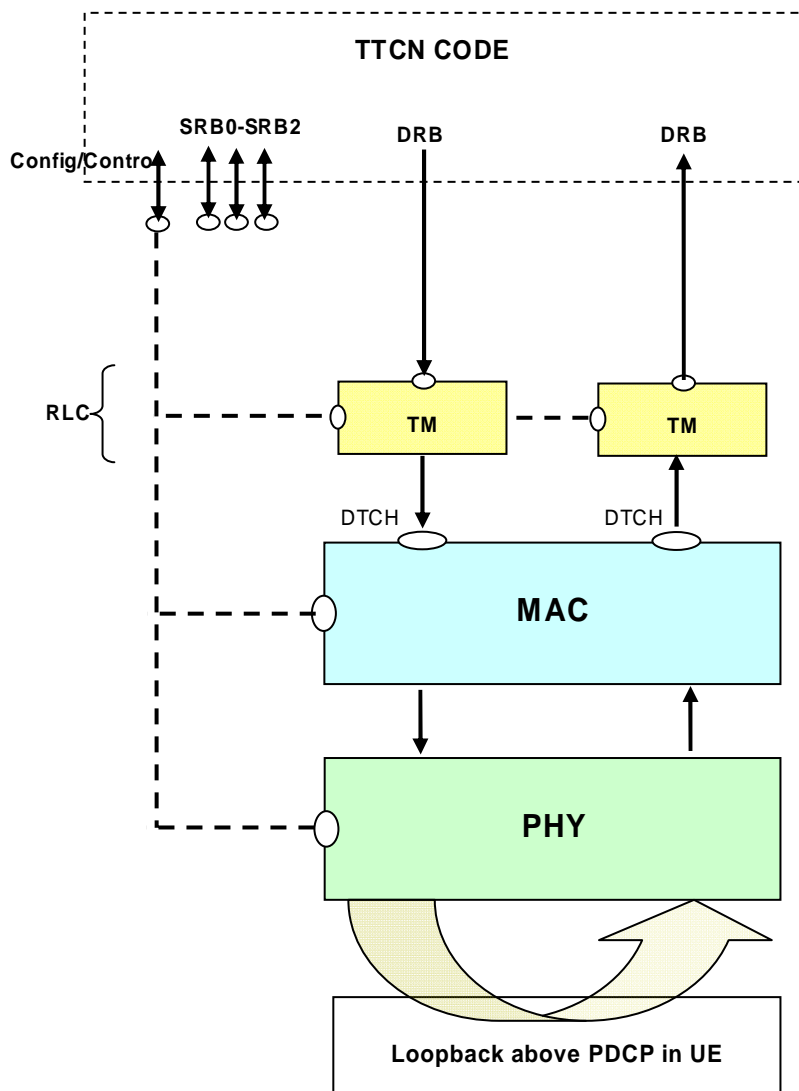 TTCN CODE
SRB0-SRB2
DRB
DRB
Config/Contro
RLC
TM
TM
DTCH
DTCH
MAC
PHY
Loopback above PDCP in UE